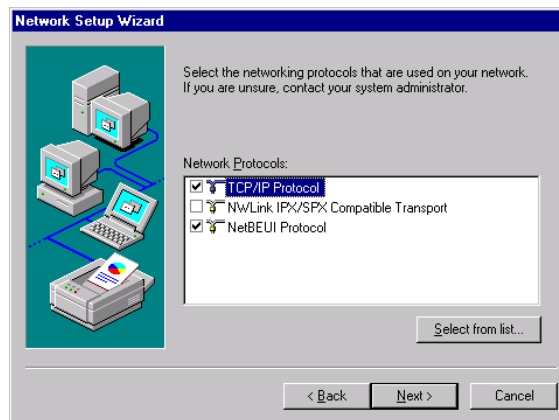 Network Setup Wizard
Select the networking protocols that are used on your network.
If you are unsure, contact your system administrator.
Network Protocols:
TCP/IP Protocol
NWLink IPX/SPX Compatible Transport
NetBEUI Protocol
Select from list...
< Back
Next >
Cancel